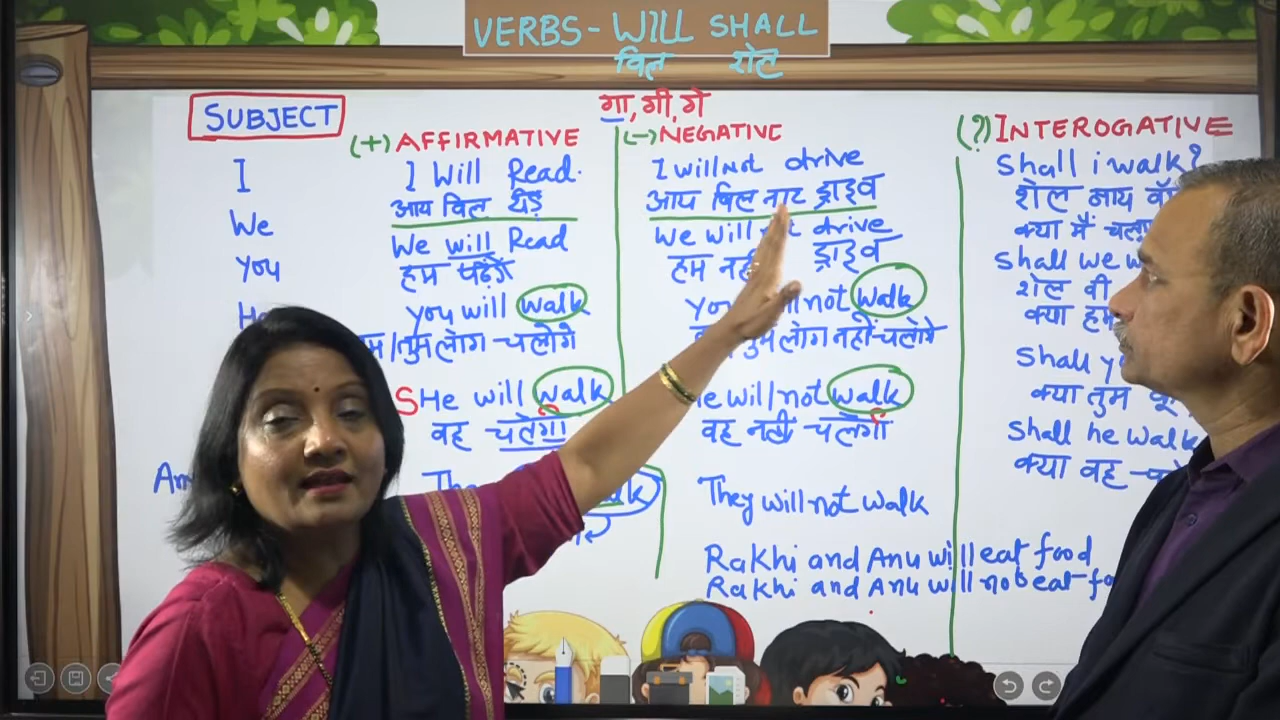 VERBS-WILL SHALL
विल शेल
गा, गी, गे
SUBJECT
I
We
you
(+) AFFIRMATIVE
I Will Read.
आय विल
We will Read
हम पढ़ेंगे
you will walk
/तुम लोग चलोगे
SHe will walk
वह चलेगा
(-) NEGATIVE
I will Not drive
आय विल नाट ड्राइव
We will drive
हम ड्राइव
not walk
तुम लोग नहीं चलोगे
will not walk
वह नहीं चलेगा
They will not walk
Rakhi and Anu will eat food
Rakhi and Anu will not eat
(?) INTEROGATIVE
Shall i walk?
शेल आय
क्या मैं
Shall we
शेल वी
क्या
Shall
क्या तुम
Shall he walk
क्या वह